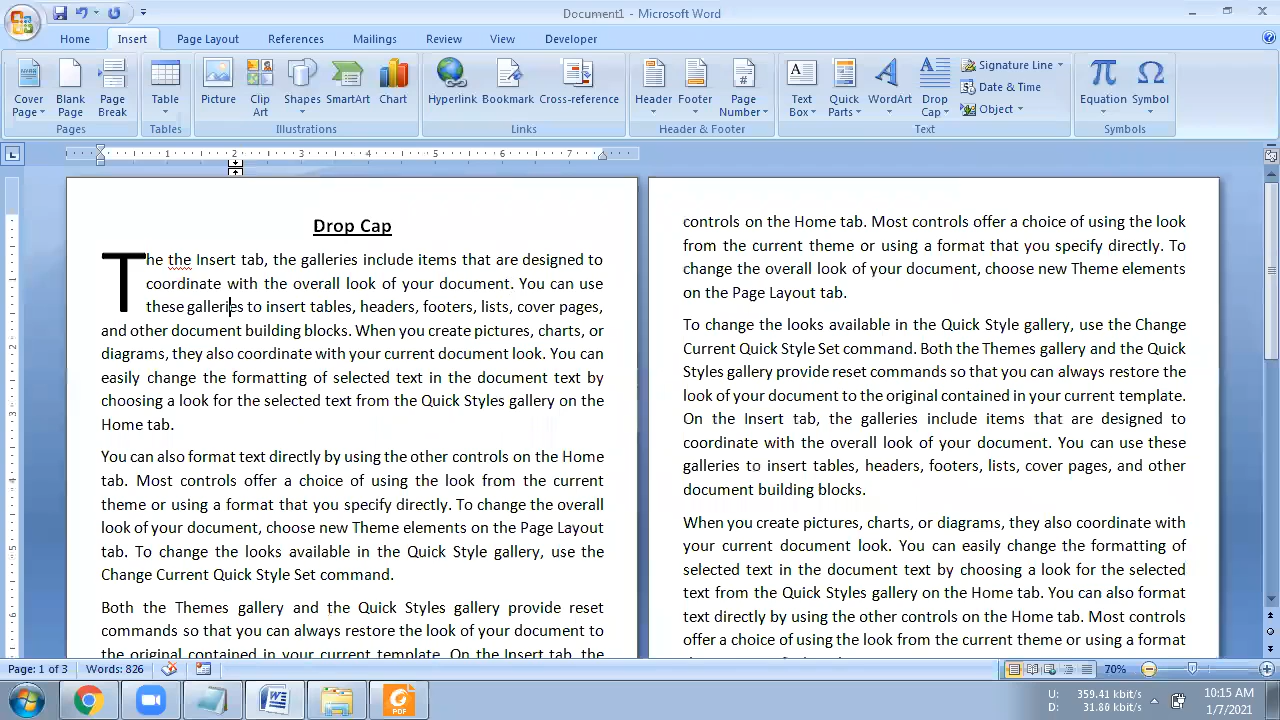 Document1 - Microsoft Word
Home Insert Page Layout References Mailings Review View Developer
Cover Page Blank Page Page Break Table Picture Clip Art Shapes SmartArt Chart Hyperlink Bookmark Cross-reference Header Footer Page Number Text Box Quick Parts WordArt Drop Cap Signature Line Date & Time Object Equation Symbol
Pages Tables Illustrations Links Header & Footer Text Symbols
1 2 3 4 5 6 7
Drop Cap
The the Insert tab, the galleries include items that are designed to
coordinate with the overall look of your document. You can use
these galleries to insert tables, headers, footers, lists, cover pages,
and other document building blocks. When you create pictures, charts, or
diagrams, they also coordinate with your current document look. You can
easily change the formatting of selected text in the document text by
choosing a look for the selected text from the Quick Styles gallery on the
Home tab.
You can also format text directly by using the other controls on the Home
tab. Most controls offer a choice of using the look from the current
theme or using a format that you specify directly. To change the overall
look of your document, choose new Theme elements on the Page Layout
tab. To change the looks available in the Quick Style gallery, use the
Change Current Quick Style Set command.
Both the Themes gallery and the Quick Styles gallery provide reset
commands so that you can always restore the look of your document to
the original contained in your current template. On the Insert tab, the
controls on the Home tab. Most controls offer a choice of using the look
from the current theme or using a format that you specify directly. To
change the overall look of your document, choose new Theme elements
on the Page Layout tab.
To change the looks available in the Quick Style gallery, use the Change
Current Quick Style Set command. Both the Themes gallery and the Quick
Styles gallery provide reset commands so that you can always restore the
look of your document to the original contained in your current template.
On the Insert tab, the galleries include items that are designed to
coordinate with the overall look of your document. You can use these
galleries to insert tables, headers, footers, lists, cover pages, and other
document building blocks.
When you create pictures, charts, or diagrams, they also coordinate with
your current document look. You can easily change the formatting of
selected text in the document text by choosing a look for the selected
text from the Quick Styles gallery on the Home tab. You can also format
text directly by using the other controls on the Home tab. Most controls
offer a choice of using the look from the current theme or using a format
Page: 1 of 3 Words: 826 70%
U: 359.41 kbit/s
D: 31.86 kbit/s
10:15 AM
1/7/2021
PDF